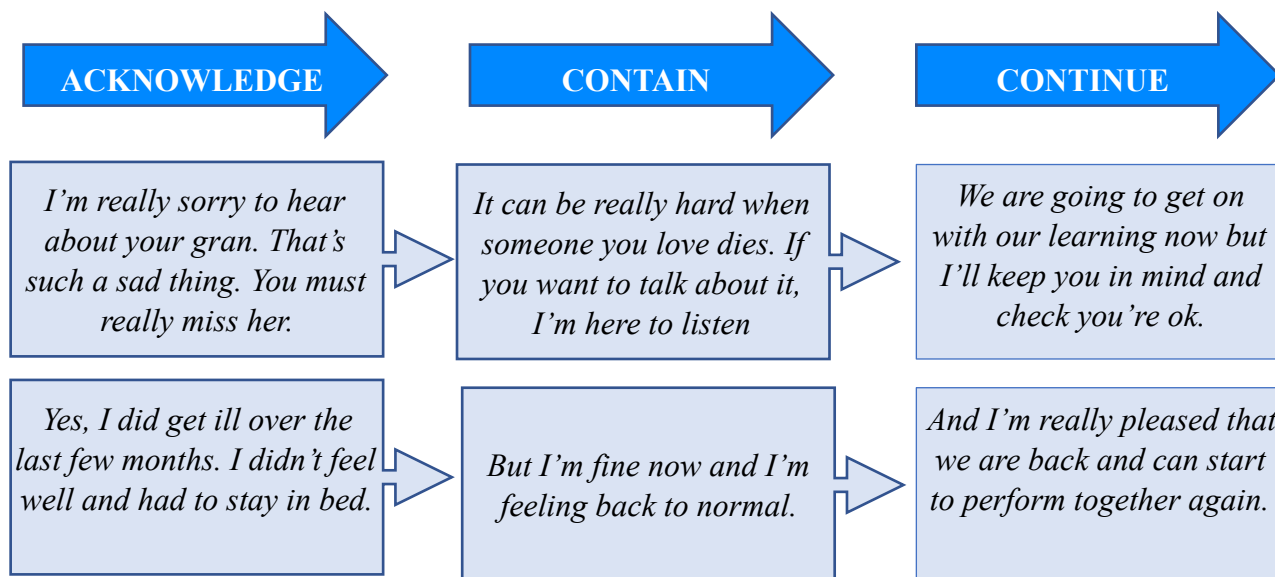 ACKNOWLEDGE
CONTAIN
CONTINUE
I’m really sorry to hear
about your gran. That’s
such a sad thing. You must
really miss her.
It can be really hard when
someone you love dies. If
you want to talk about it,
I’m here to listen
We are going to get on
with our learning now but
I’ll keep you in mind and
check you’re ok.
Yes, I did get ill over the
last few months. I didn’t feel
well and had to stay in bed.
But I’m fine now and I’m
feeling back to normal.
And I’m really pleased that
we are back and can start
to perform together again.